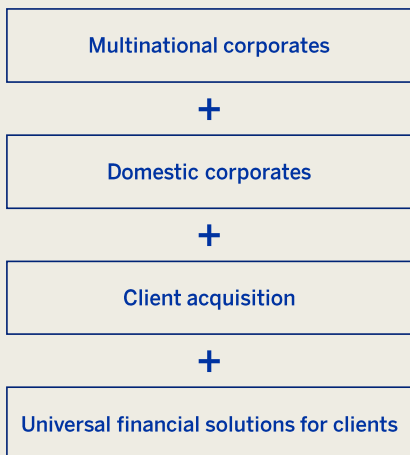 Multinational corporates
+
Domestic corporates
+
Client acquisition
+
Universal financial solutions for clients